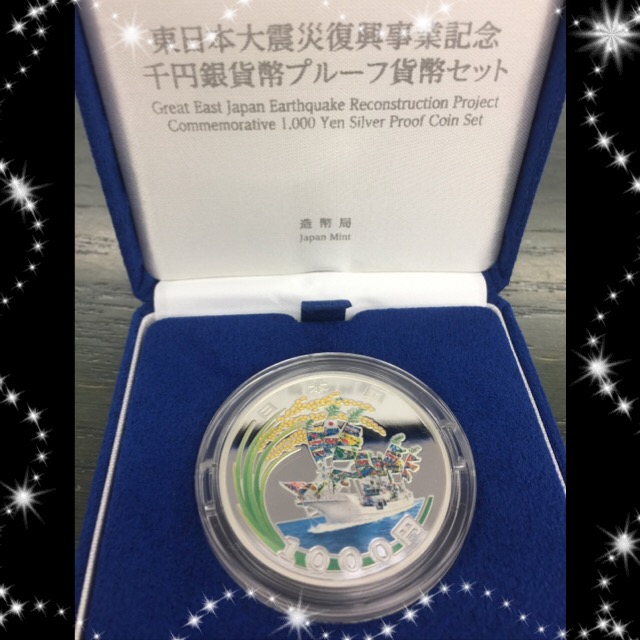 東日本大震災復興事業記念
千円銀貨幣プルーフ貨幣セット
Great East Japan Earthquake Reconstruction Project
Commemorative 1,000 Yen Silver Proof Coin Set
造幣局
Japan Mint
1000円